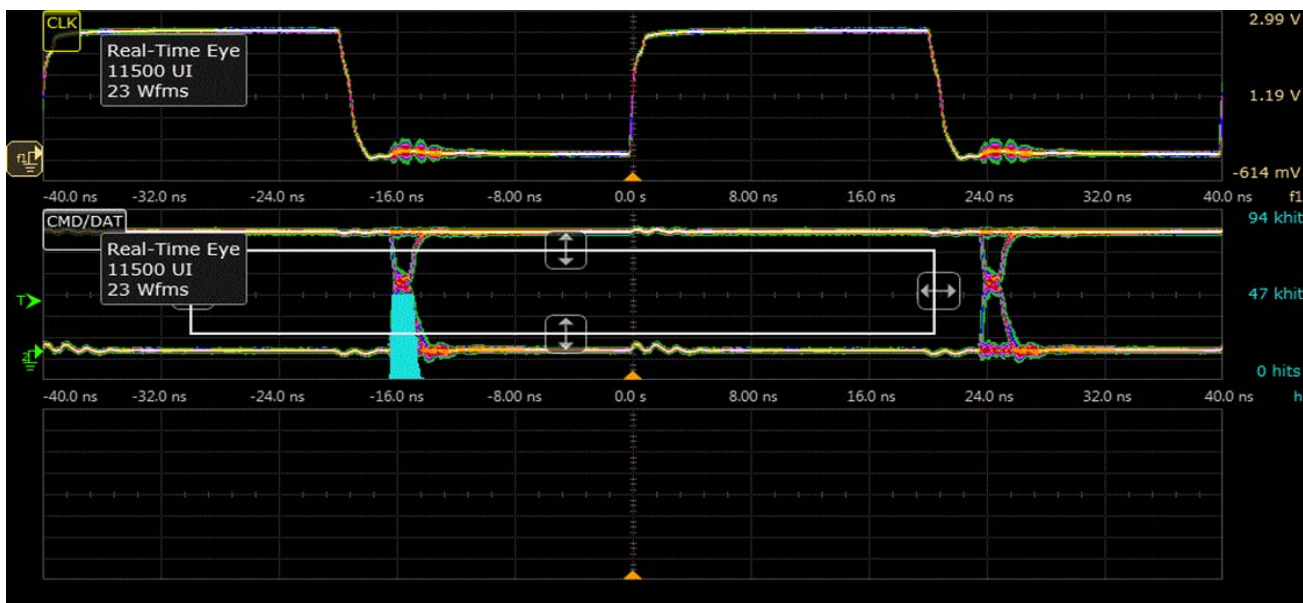 CLK
2.99 V
Real-Time Eye
11500 UI
23 Wfms
1.19 V
f1
-614 mV
-40.0 ns -32.0 ns -24.0 ns -16.0 ns -8.00 ns 0.0 s 8.00 ns 16.0 ns 24.0 ns 32.0 ns 40.0 ns f1
CMD/DAT
94 khit
Real-Time Eye
11500 UI
23 Wfms
T
47 khit
2
0 hits
-40.0 ns -32.0 ns -24.0 ns -16.0 ns -8.00 ns 0.0 s 8.00 ns 16.0 ns 24.0 ns 32.0 ns 40.0 ns h